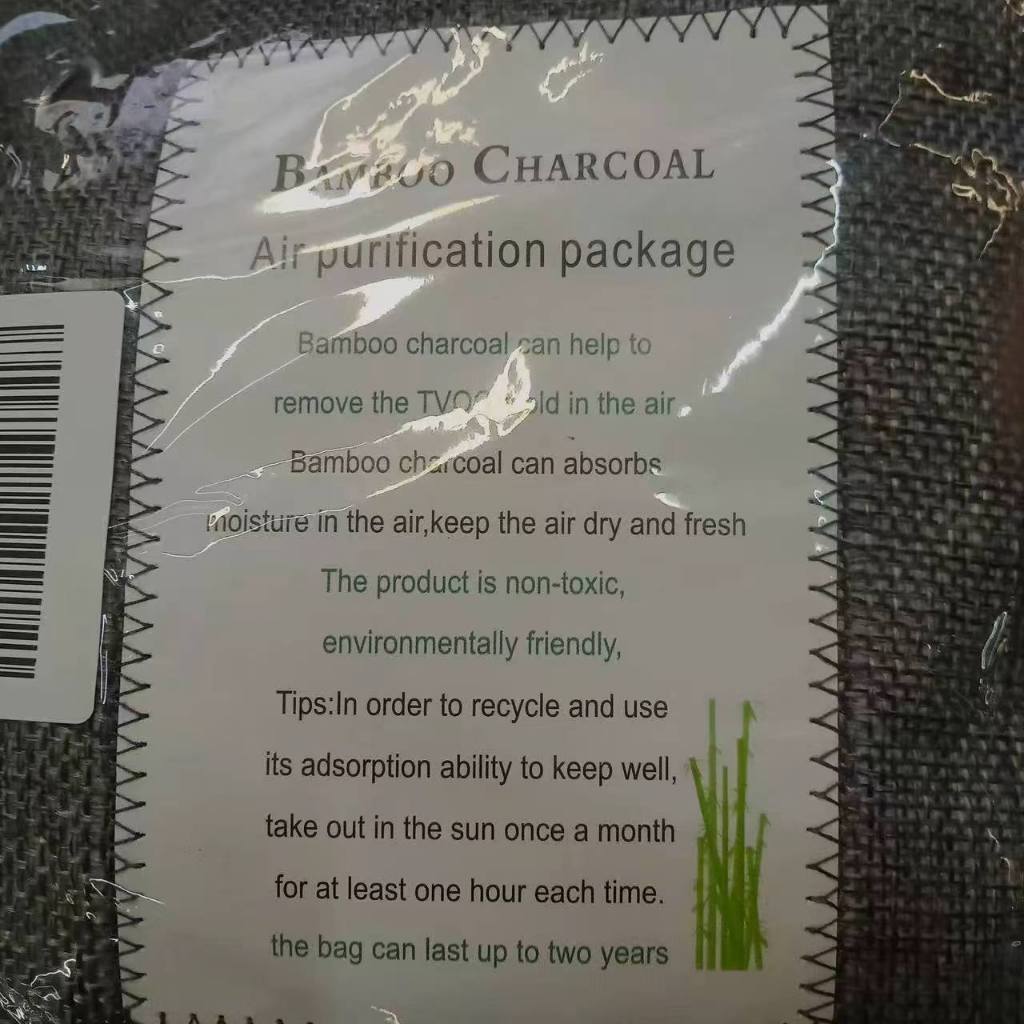 BAMBOO CHARCOAL
Air purification package
Bamboo charcoal can help to
remove the in the air
Bamboo charcoal can absorbs
moisture in the air,keep the air dry and fresh
The product is non-toxic,
environmentally friendly,
Tips:In order to recycle and use
its adsorption ability to keep well,
take out in the sun once a month
for at least one hour each time.
the bag can last up to two years